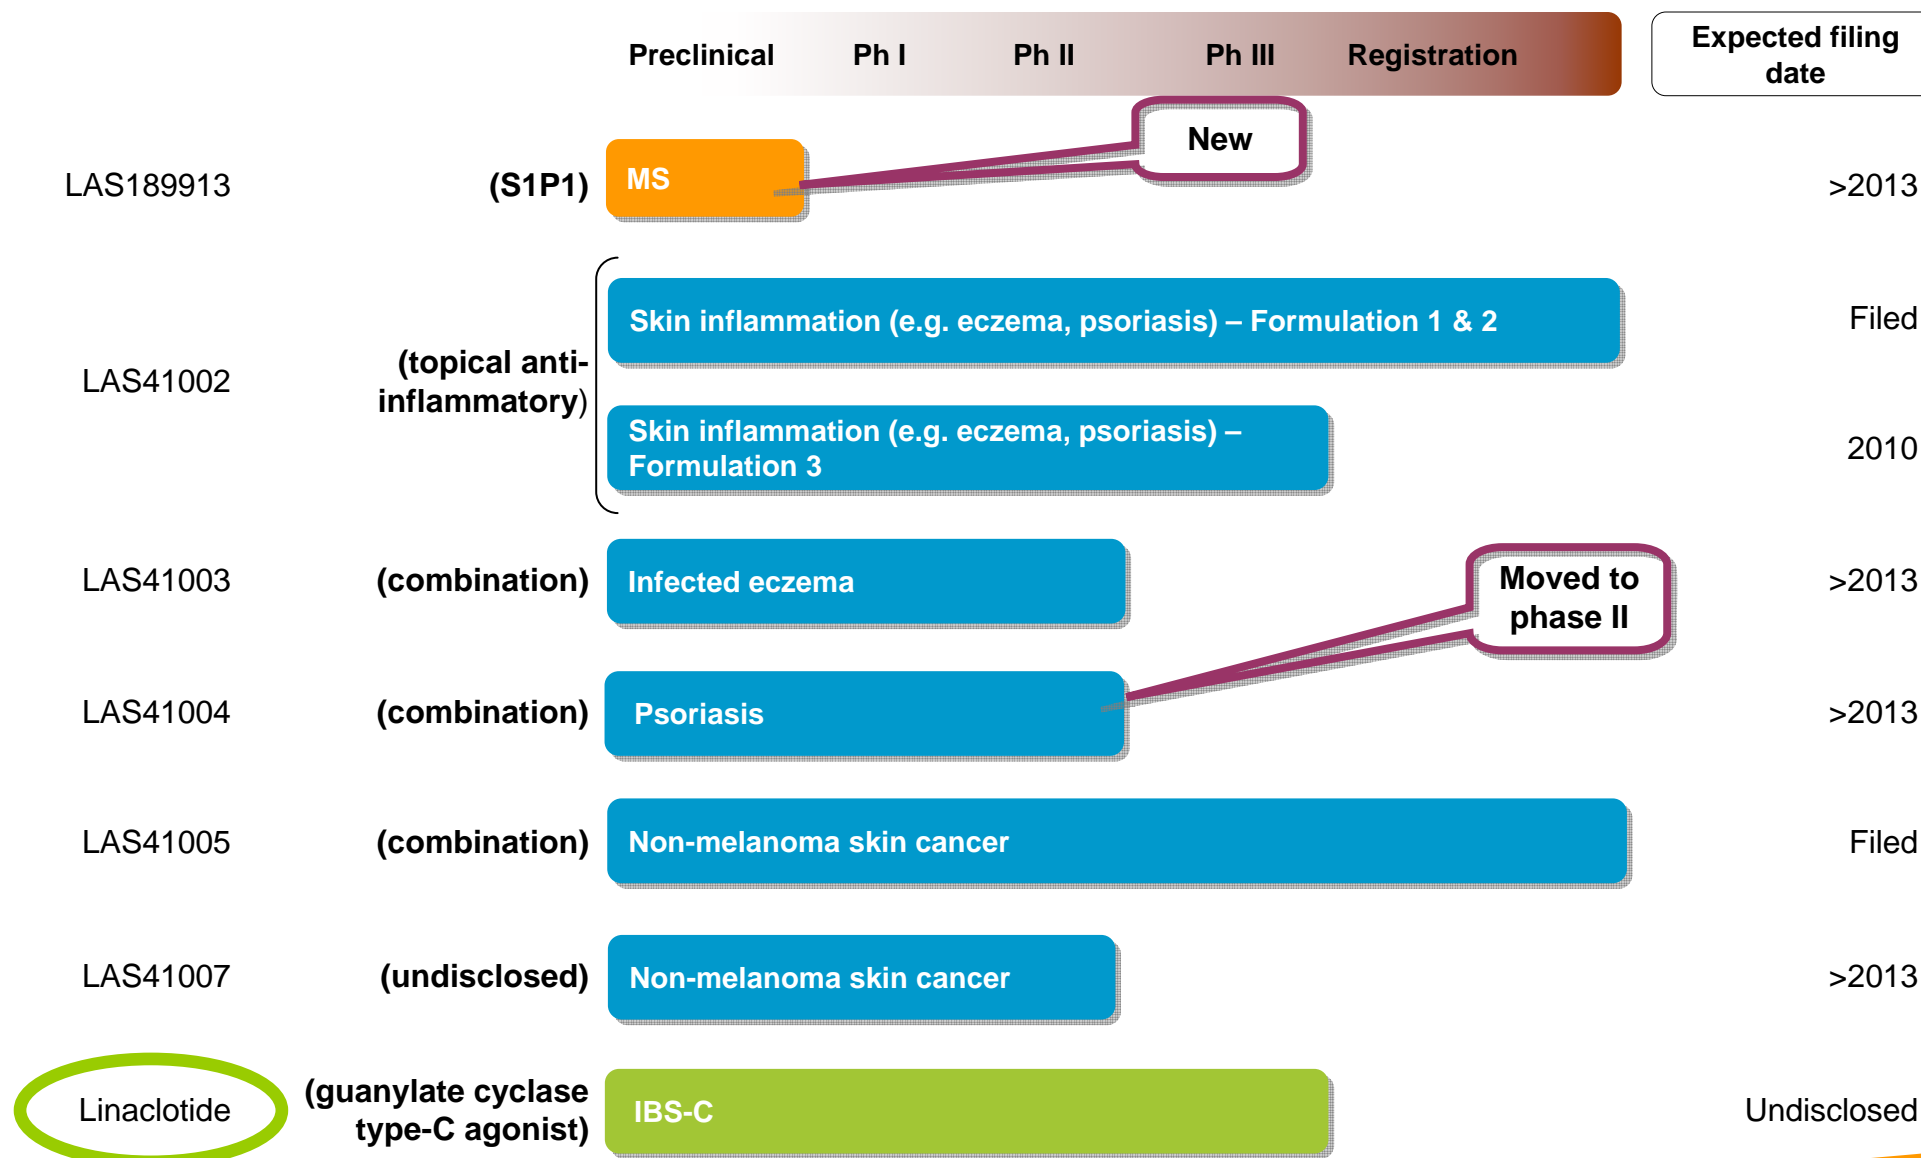 Preclinical Ph I Ph II Ph III Registration
Expected filing
date
New
LAS189913 (S1P1) MS >2013
Skin inflammation (e.g. eczema, psoriasis) – Formulation 1 & 2 Filed
LAS41002
(topical anti-
inflammatory)
Skin inflammation (e.g. eczema, psoriasis) –
Formulation 3
2010
LAS41003 (combination) Infected eczema >2013
Moved to
phase II
LAS41004 (combination) Psoriasis >2013
LAS41005 (combination) Non-melanoma skin cancer Filed
LAS41007 (undisclosed) Non-melanoma skin cancer >2013
Linaclotide
(guanylate cyclase
type-C agonist)
IBS-C
Undisclosed